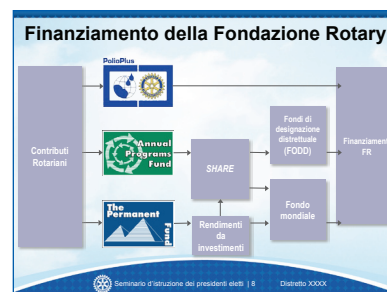 Finanziamento della Fondazione Rotary
PolioPlus
Contributi
Rotariani
Annual
Programs
Fund
The
Permanent
Fund
SHARE
Rendimenti
da
investimenti
Fondi di
designazione
distrettuale
(FODD)
Fondo
mondiale
Finanziament
FR
Seminario d'istruzione dei presidenti eletti | 8 Distretto XXXX